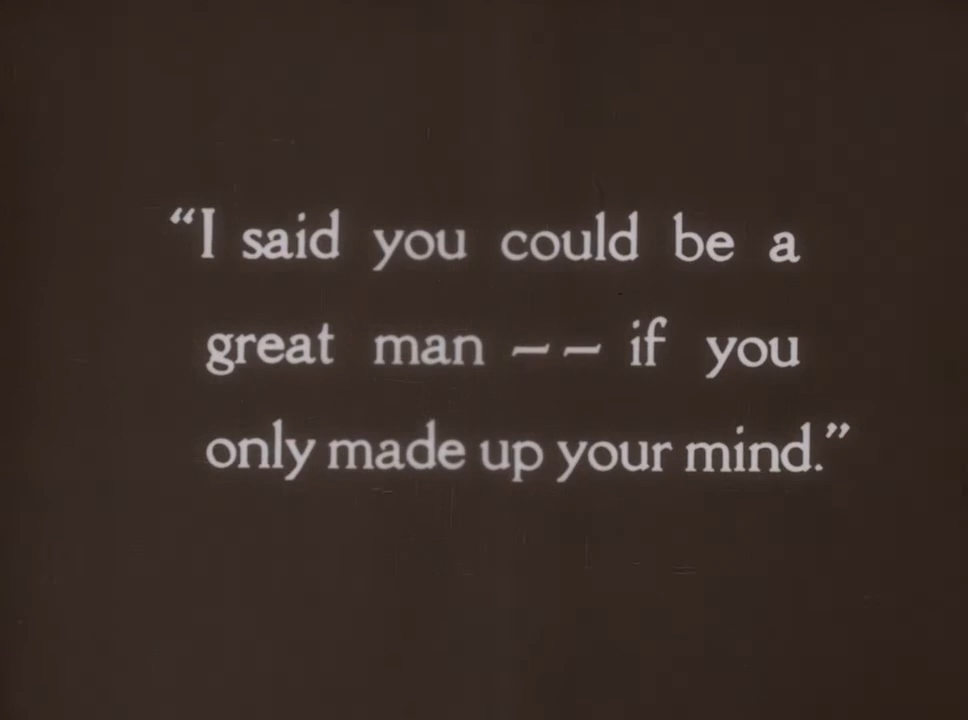 “I said you could be a
great man -- if you
only made up your mind.”